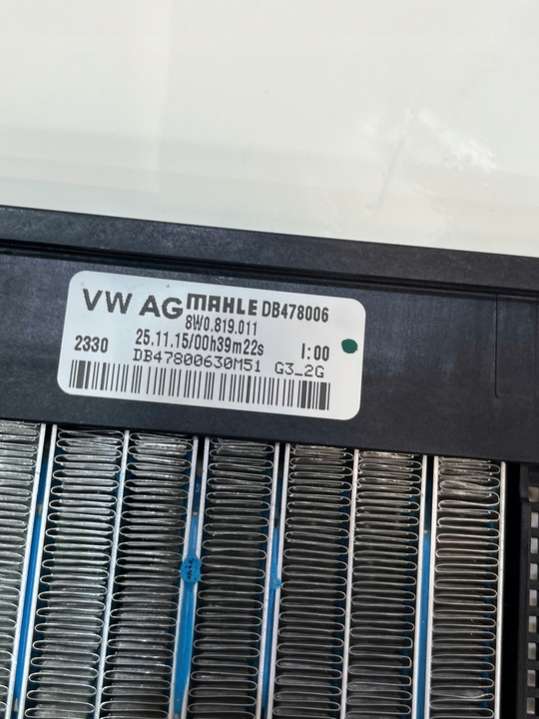 VW AG MAHLE DB478006
8W0.819.011
2330 25.11.15/00h39m22s I:00
DB47800630M51 G3_2G